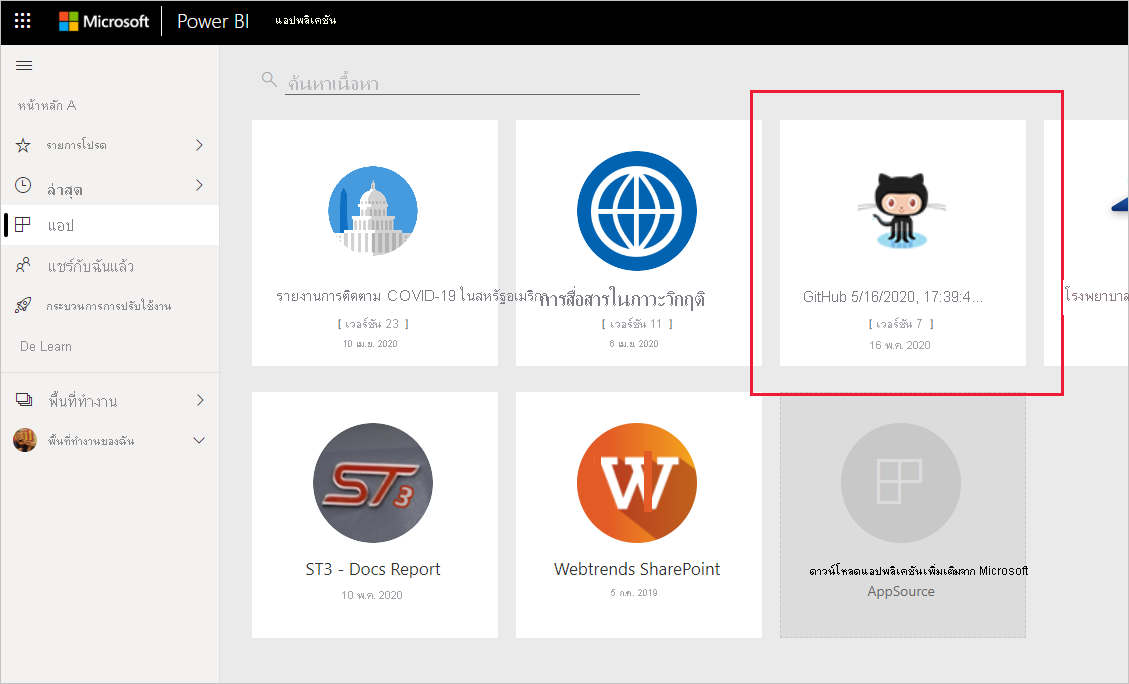 Microsoft Power BI แอปพลิเคชัน
ค้นหาเนื้อหา
หน้าหลัก A
รายการโปรด
ล่าสุด
แอป
แชร์กับฉันแล้ว
กระบวนการการปรับใช้งาน
De Learn
พื้นที่ทำงาน
พื้นที่ทำงานของฉัน
รายงานการติดตาม COVID-19 ในสหรัฐอเมริกา
[ เวอร์ชัน 23 ]
10 เม.ย. 2020
การสื่อสารในภาวะวิกฤติ
[ เวอร์ชัน 11 ]
6 เม.ย. 2020
GitHub 5/16/2020, 17:39:4...
[ เวอร์ชัน 7 ]
16 พ.ค. 2020
โรงพยาบาล
ST3
ST3 - Docs Report
10 พ.ค. 2020
W
Webtrends SharePoint
5 ก.ค. 2019
ดาวน์โหลดแอปพลิเคชันเพิ่มเติมจาก Microsoft
AppSource